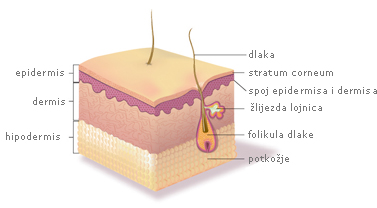 epidermis
dermis
hipodermis
dlaka
stratum corneum
spoj epidermisa i dermisa
žlijezda lojnica
folikula dlake
potkožje